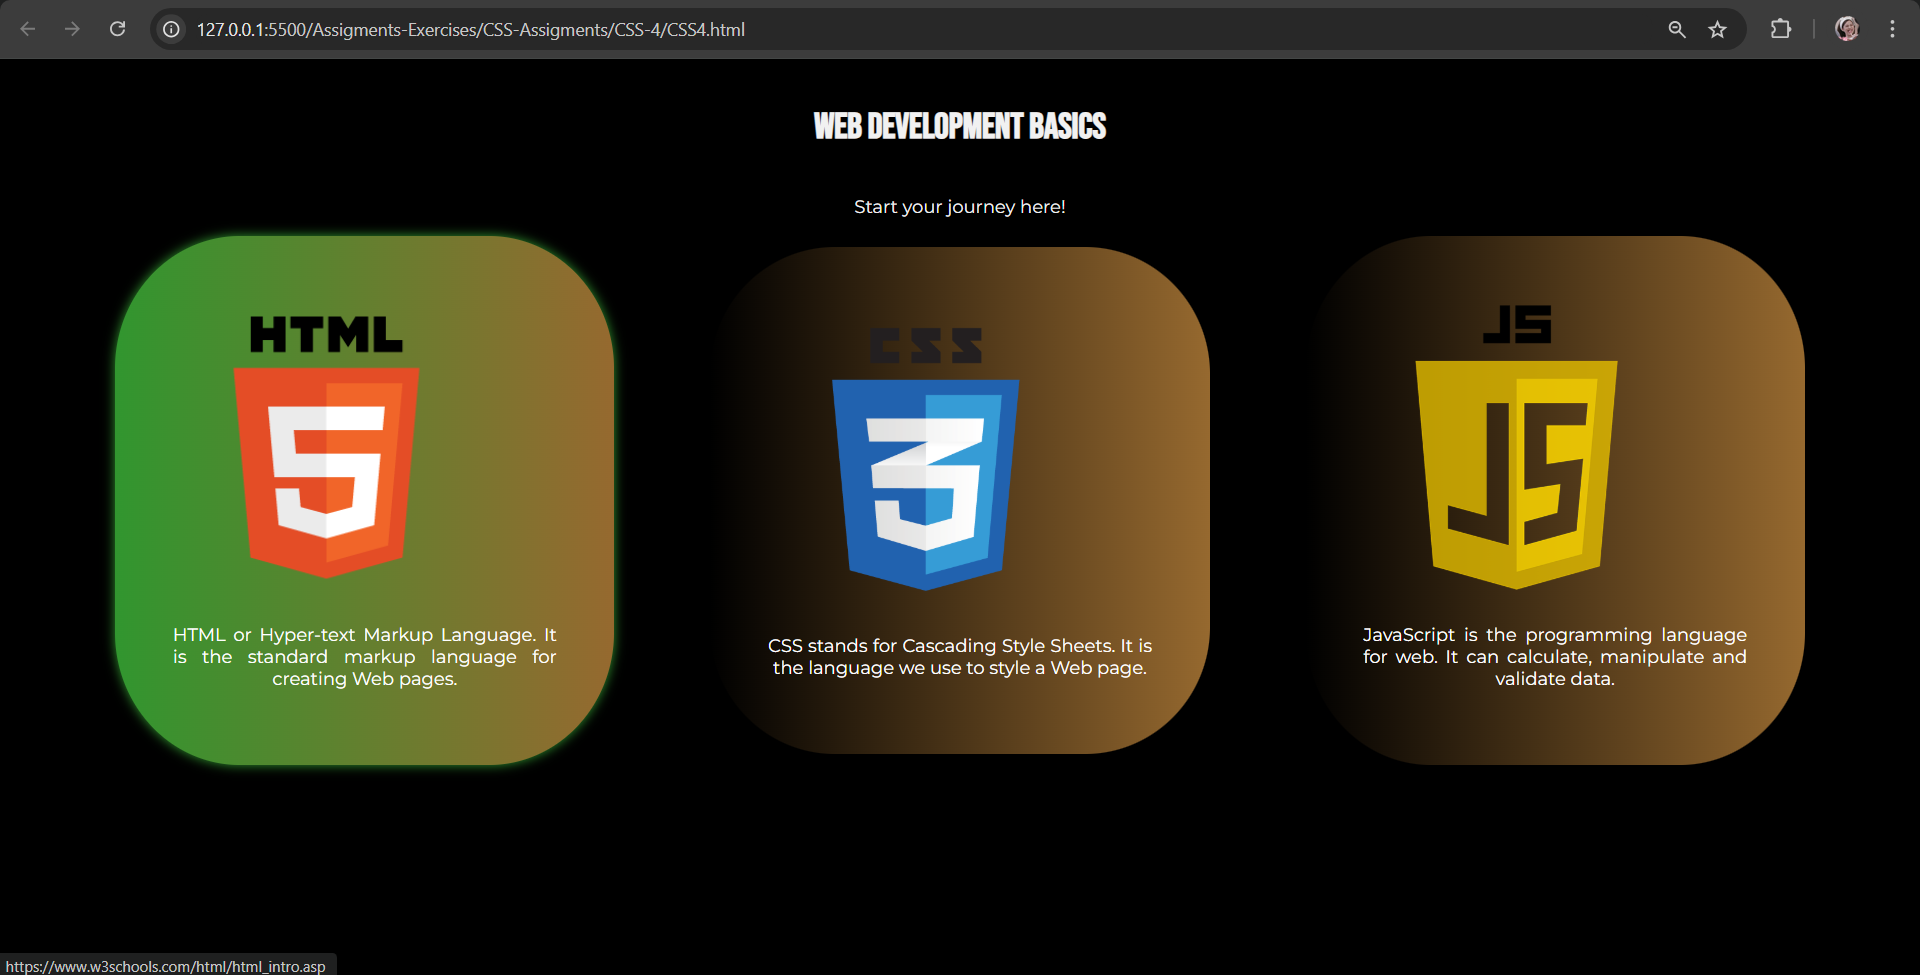 127.0.0.1:5500/Assigments-Exercises/CSS-Assigments/CSS-4/CSS4.html
WEB DEVELOPMENT BASICS
Start your journey here!
HTML
5
HTML or Hyper-text Markup Language. It
is the standard markup language for
creating Web pages.
CSS
3
CSS stands for Cascading Style Sheets. It is
the language we use to style a Web page.
JS
JS
JavaScript is the programming language
for web. It can calculate, manipulate and
validate data.
https://www.w3schools.com/html/html_intro.asp